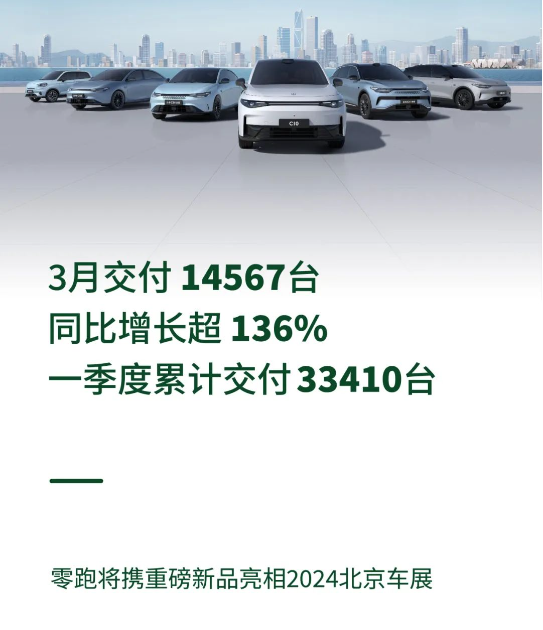 C10
3月交付 14567台
同比增长超 136%
一季度累计交付33410台
零跑将携重磅新品亮相2024北京车展